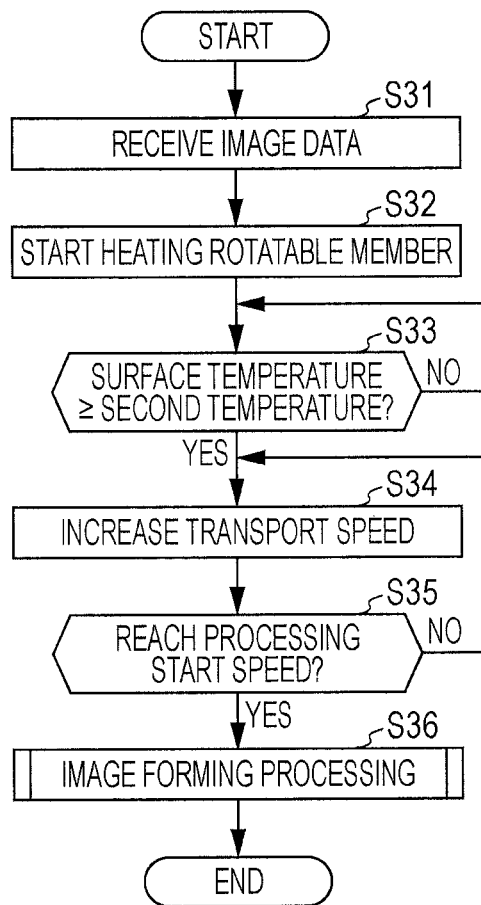 START
S31
RECEIVE IMAGE DATA
S32
START HEATING ROTATABLE MEMBER
S33
SURFACE TEMPERATURE
≥ SECOND TEMPERATURE?
NO
YES
S34
INCREASE TRANSPORT SPEED
S35
REACH PROCESSING
START SPEED?
NO
YES
S36
IMAGE FORMING PROCESSING
END